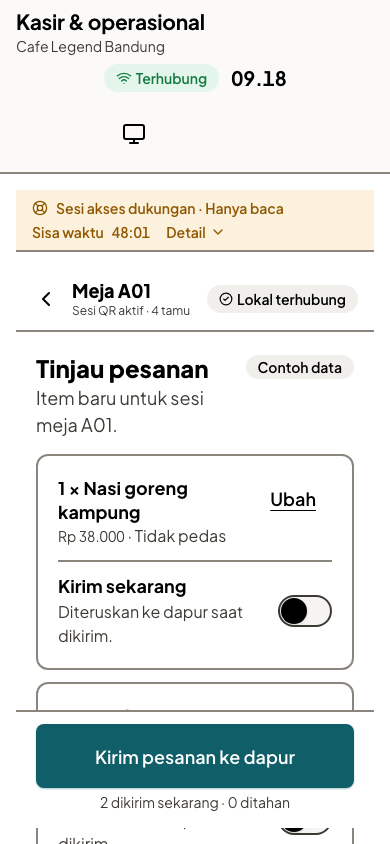 Kasir & operasional
Cafe Legend Bandung
Terhubung
09.18
Sesi akses dukungan · Hanya baca
Sisa waktu 48:01 Detail
Meja A01
Sesi QR aktif · 4 tamu
Lokal terhubung
Tinjau pesanan
Contoh data
Item baru untuk sesi
meja A01.
1 × Nasi goreng
kampung
Ubah
Rp 38.000 · Tidak pedas
Kirim sekarang
Diteruskan ke dapur saat
dikirim.
Kirim pesanan ke dapur
2 dikirim sekarang · 0 ditahan
dikirim.